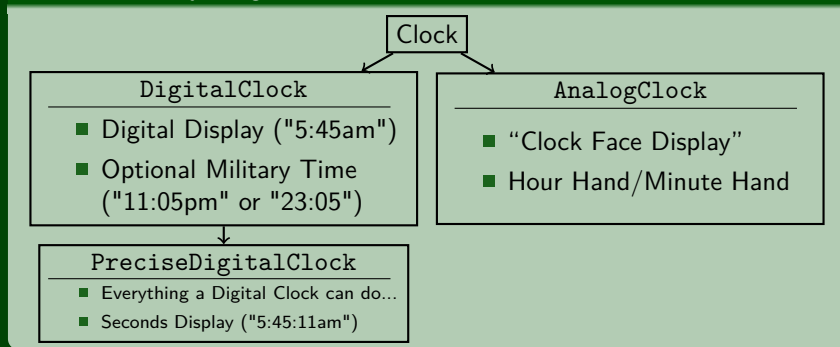 Clock
DigitalClock
Digital Display ("5:45am")
Optional Military Time
("11:05pm" or "23:05")
AnalogClock
“Clock Face Display”
Hour Hand/Minute Hand
PreciseDigitalClock
Everything a Digital Clock can do...
Seconds Display ("5:45:11am")